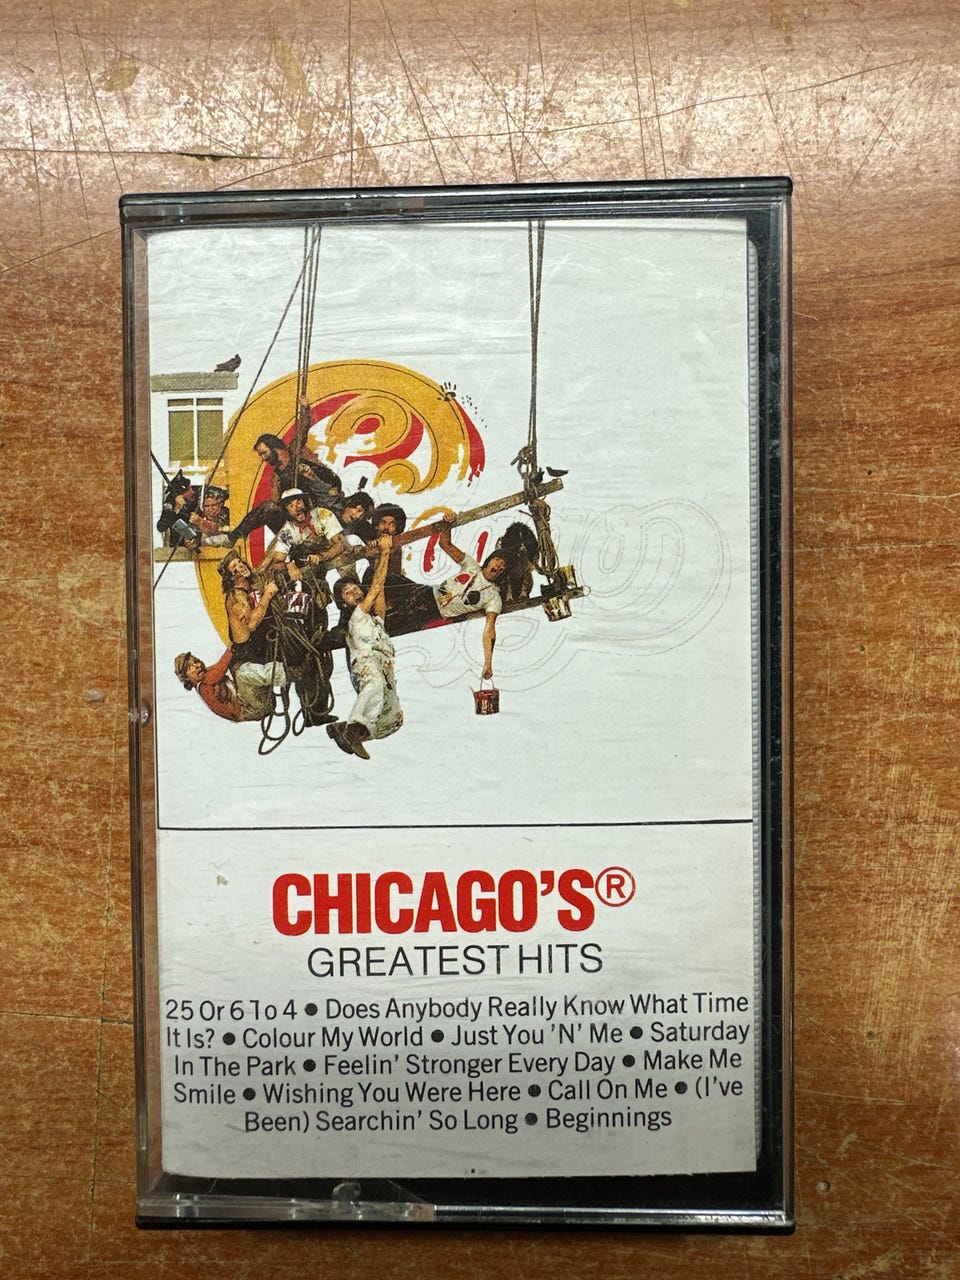 CHICAGO'S®
GREATEST HITS
25 Or 6 To 4 ● Does Anybody Really Know What Time
It Is? ● Colour My World ● Just You 'N' Me ● Saturday
In The Park ● Feelin' Stronger Every Day ● Make Me
Smile ● Wishing You Were Here ● Call On Me ● (I've
Been) Searchin' So Long ● Beginnings